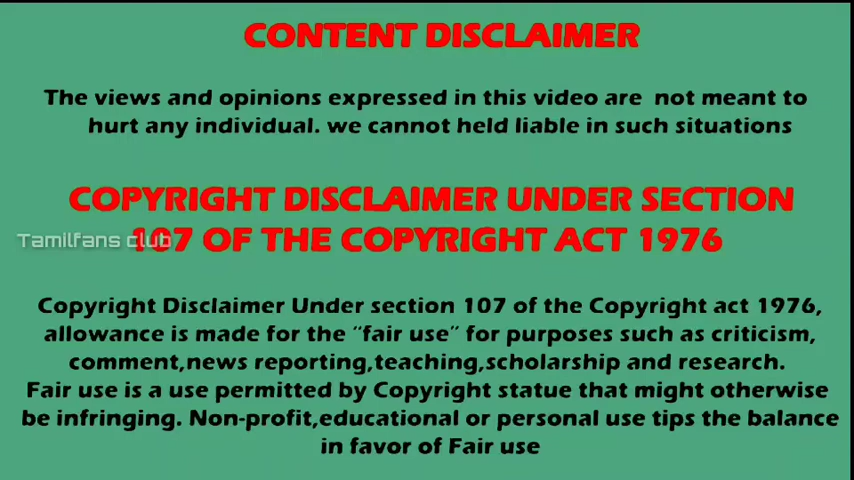 CONTENT DISCLAIMER
The views and opinions expressed in this video are not meant to
hurt any individual. we cannot held liable in such situations
COPYRIGHT DISCLAIMER UNDER SECTION
107 OF THE COPYRIGHT ACT 1976
Tamilfans club
Copyright Disclaimer Under section 107 of the Copyright act 1976,
allowance is made for the “fair use” for purposes such as criticism,
comment,news reporting,teaching,scholarship and research.
Fair use is a use permitted by Copyright statue that might otherwise
be infringing. Non-profit,educational or personal use tips the balance
in favor of Fair use